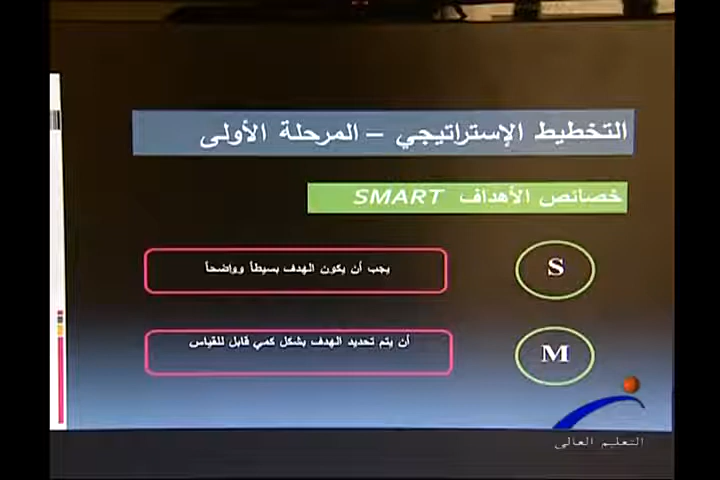 التخطيط الإستراتيجي – المرحلة الأولى
خصائص الأهداف SMART
S
يجب أن يكون الهدف بسيطاً وواضحاً
M
أن يتم تحديد الهدف بشكل كمي قابل للقياس
التعليم العالى